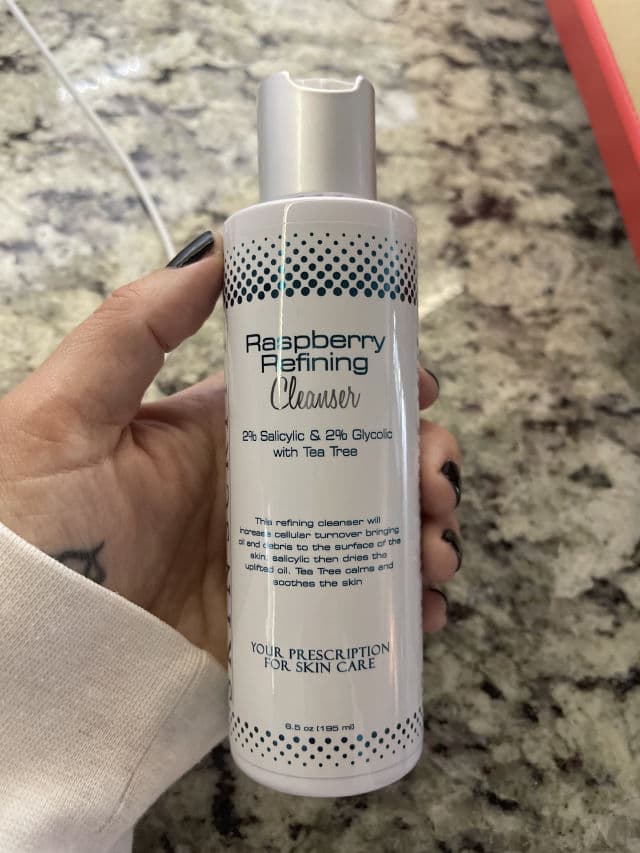 Raspberry
Refining
Cleanser
2% Salicylic & 2% Glycolic
with Tea Tree
This refining cleanser will
increase cellular turnover bringing
oil and debris to the surface of the
skin, salicylic then dries the
uplifted oil. Tea Tree calms and
soothes the skin
YOUR PRESCRIPTION
FOR SKIN CARE
6.5 oz (195 ml)